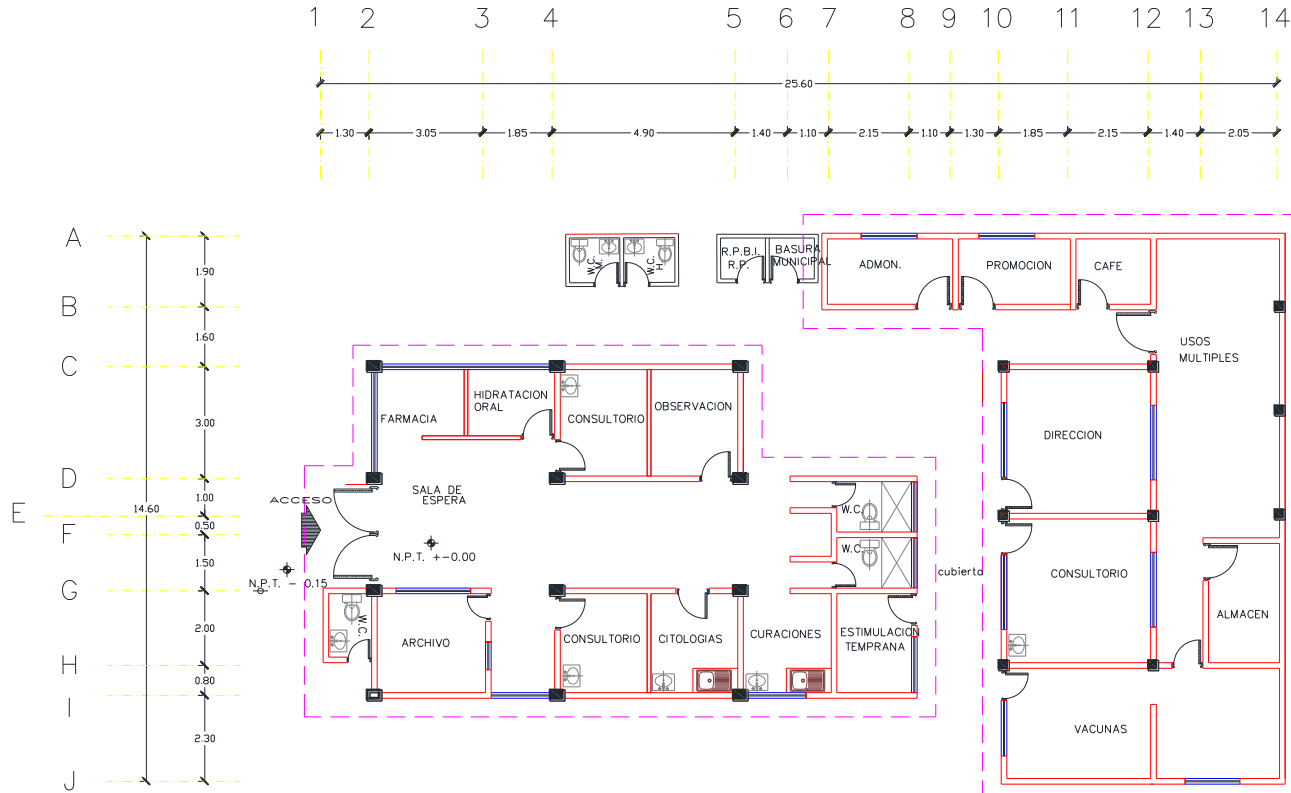 1 2 3 4 5 6 7 8 9 10 11 12 13 14
25.60
1.30 3.05 1.85 4.90 1.40 1.10 2.15 1.10 1.30 1.85 2.15 1.40 2.05
A
B
C
D
E
F
G
H
I
J
14.60
1.90
1.60
3.00
1.00
0.50
1.50
2.00
0.80
2.30
W.C.
M.
W.C.
H
R.P.B.I.
R.P.
BASURA
MUNICIPAL
ADMON.
PROMOCION
CAFE
USOS
MULTIPLES
FARMACIA
HIDRATACION
ORAL
CONSULTORIO
OBSERVACION
DIRECCION
SALA DE
ESPERA
ACCESO
N.P.T. +-0.00
N.P.T. - 0.15
W.C.
W.C.
cubierto
CONSULTORIO
ALMACEN
W.C.
ARCHIVO
CONSULTORIO
CITOLOGIAS
CURACIONES
ESTIMULACION
TEMPRANA
VACUNAS